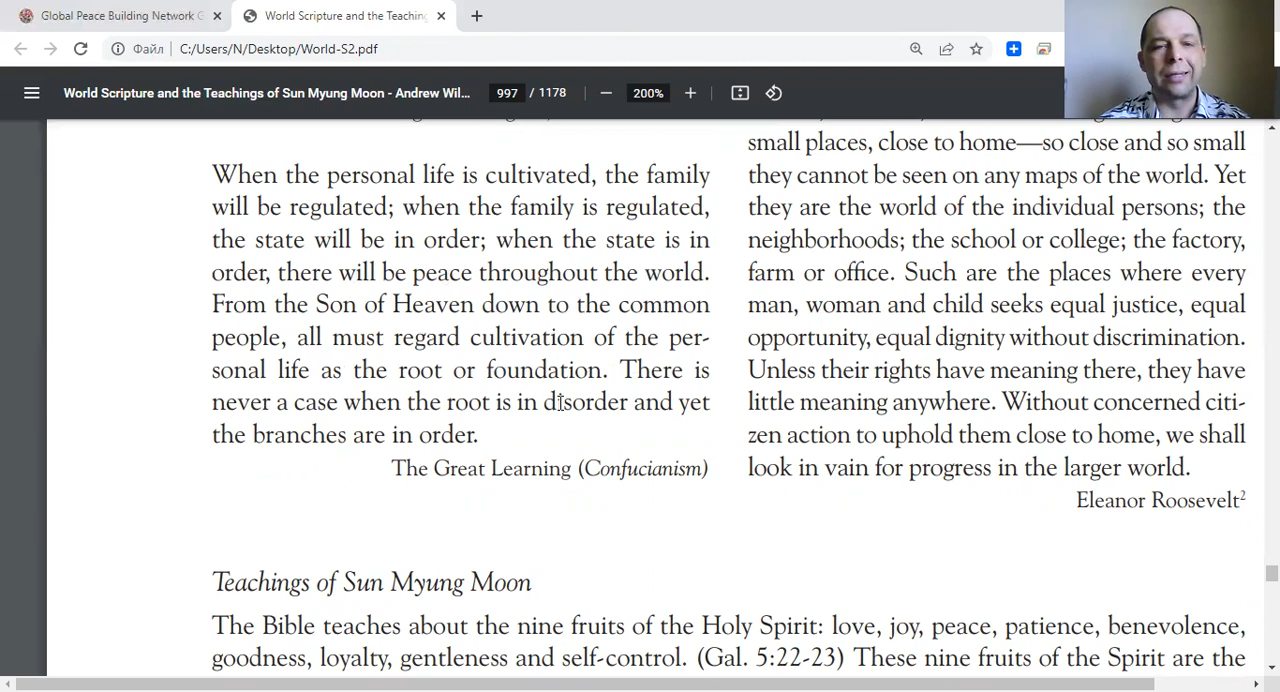 Global Peace Building Network G
World Scripture and the Teaching
Файл
C:/Users/N/Desktop/World-S2.pdf
World Scripture and the Teachings of Sun Myung Moon - Andrew Wil...
997 / 1178
200%
When the personal life is cultivated, the family
will be regulated; when the family is regulated,
the state will be in order; when the state is in
order, there will be peace throughout the world.
From the Son of Heaven down to the common
people, all must regard cultivation of the per-
sonal life as the root or foundation. There is
never a case when the root is in disorder and yet
the branches are in order.
The Great Learning (Confucianism)
small places, close to home—so close and so small
they cannot be seen on any maps of the world. Yet
they are the world of the individual persons; the
neighborhoods; the school or college; the factory,
farm or office. Such are the places where every
man, woman and child seeks equal justice, equal
opportunity, equal dignity without discrimination.
Unless their rights have meaning there, they have
little meaning anywhere. Without concerned citi-
zen action to uphold them close to home, we shall
look in vain for progress in the larger world.
Eleanor Roosevelt²
Teachings of Sun Myung Moon
The Bible teaches about the nine fruits of the Holy Spirit: love, joy, peace, patience, benevolence,
goodness, loyalty, gentleness and self-control. (Gal. 5:22-23) These nine fruits of the Spirit are the